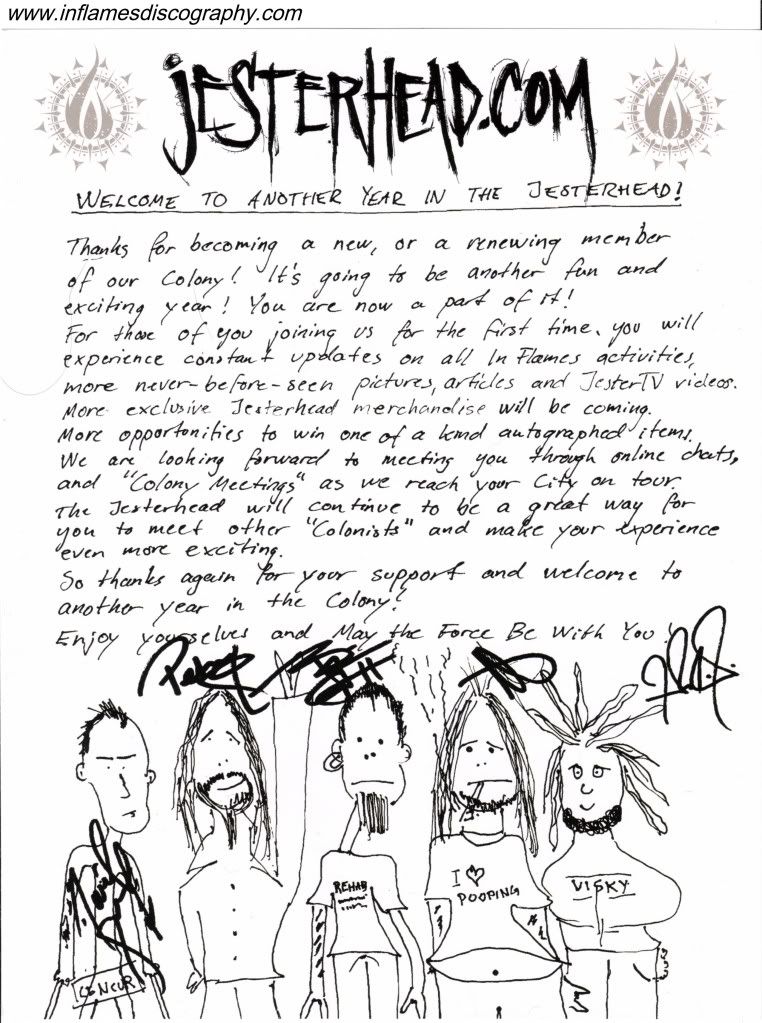 www.inflamesdiscography.com
JESTERHEAD.COM
WELCOME TO ANOTHER YEAR IN THE JESTERHEAD!
Thanks for becoming a new, or a renewing member
of our Colony! It's going to be another fun and
exciting year! You are now a part of it!
For those of you joining us for the first time, you will
experience constant updates on all In Flames activities,
more never-before-seen pictures, articles and JesterTV videos.
More exclusive Jesterhead merchandise will be coming.
More opportonities to win one of a kind autographed items.
We are looking forward to meeting you through online chats,
and "Colony Meetings" as we reach your City on tour.
The Jesterhead will continue to be a great way for
you to meet other "Colonists" and make your experience
even more exciting.
So thanks again for your support and welcome to
another year in the Colony!
Enjoy yourselves and May the Force Be With You!
REHAB
I ♡
POOPING
VISKY